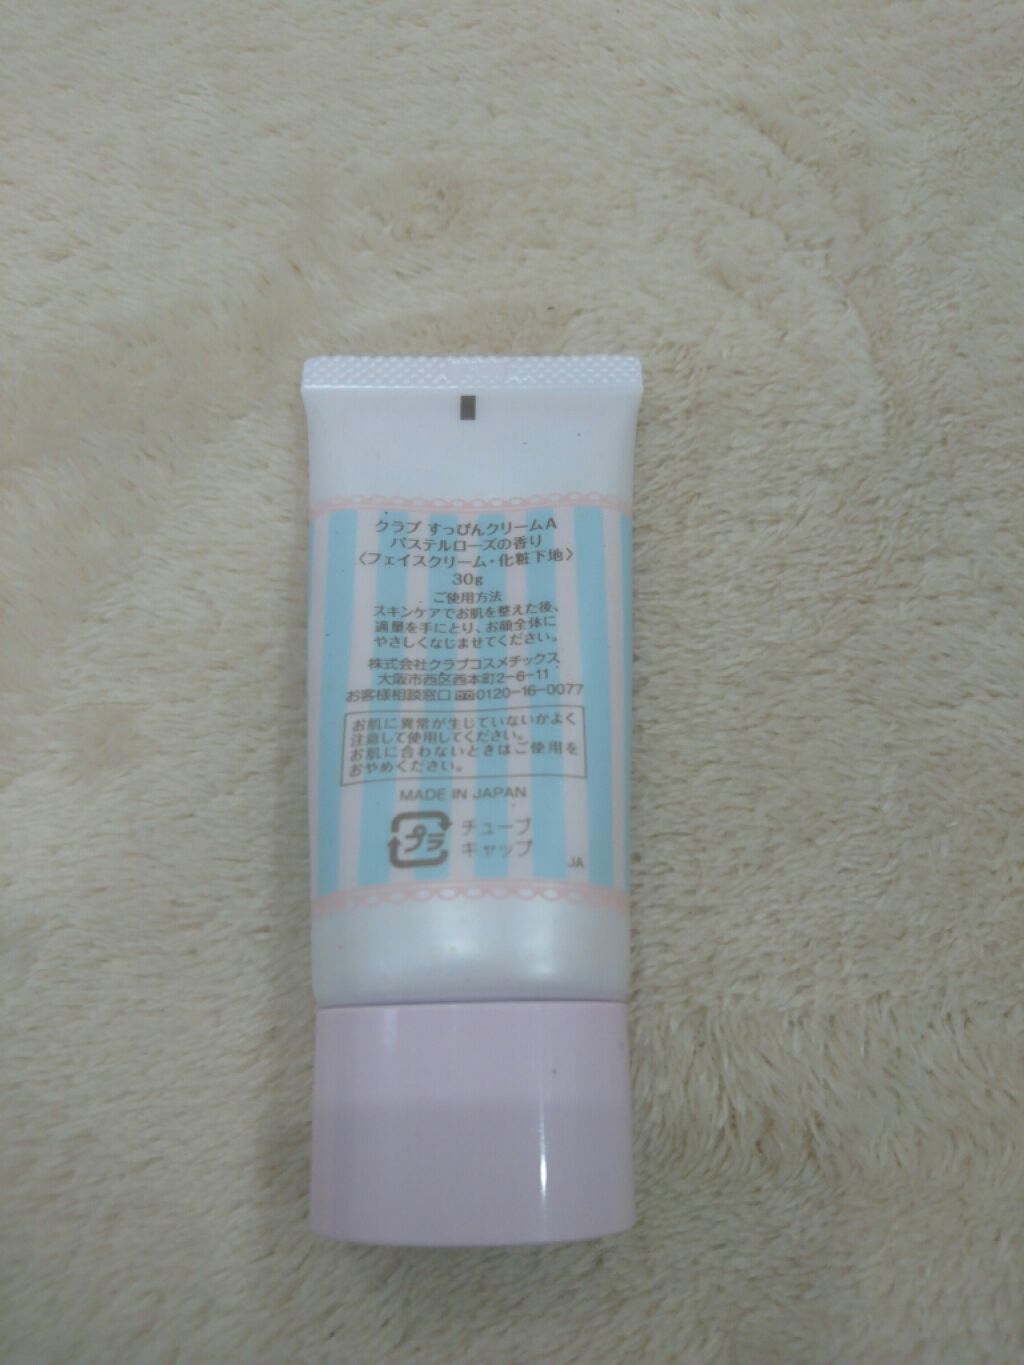 クラブ すっぴんクリームA
パステルローズの香り
〈フェイスクリーム・化粧下地〉
30g
ご使用方法
スキンケアでお肌を整えた後、
適量を手にとり、お顔全体に
やさしくなじませてください。
株式会社クラブコスメチックス
大阪市西区西本町2-6-11
お客様相談窓口 0120-16-0077
お肌に異常が生じていないかよく
注意して使用してください。
お肌に合わないときはご使用を
おやめください。
MADE IN JAPAN
プラ
チューブ
キャップ
JA